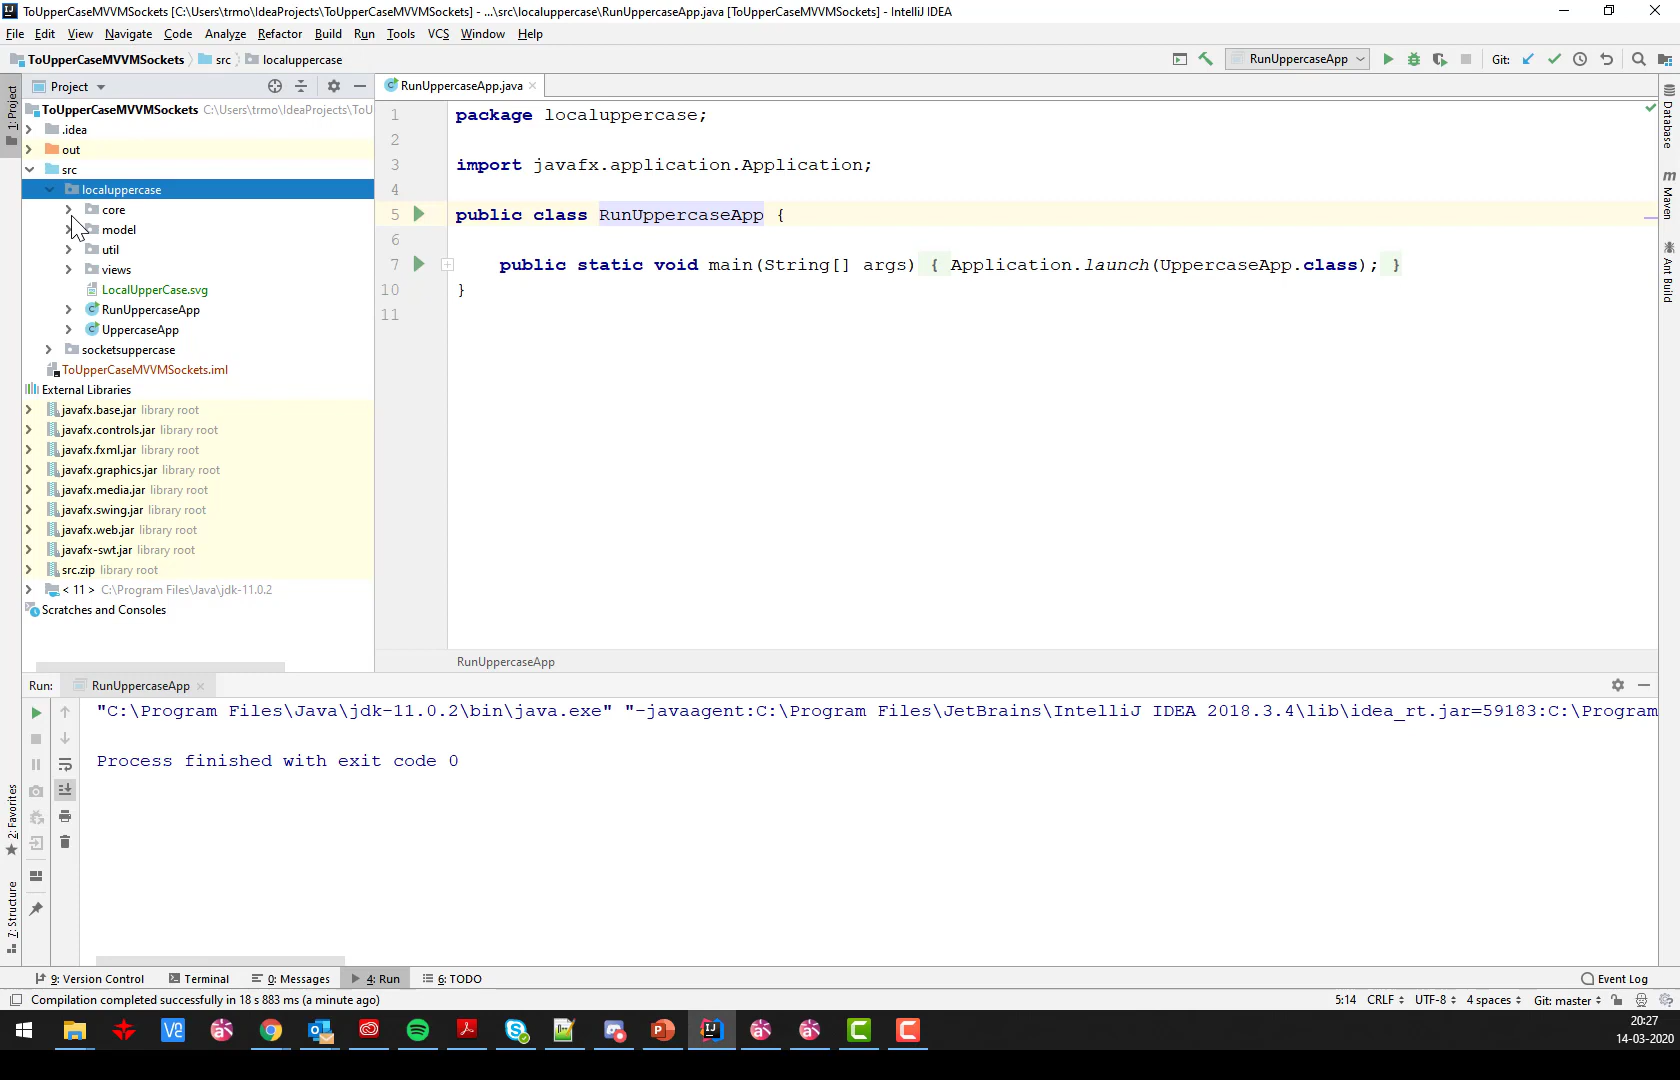 ToUpperCaseMVVMSockets [C:\Users\trmo\IdeaProjects\ToUpperCaseMVVMSockets] - ...\src\localuppercase\RunUppercaseApp.java [ToUpperCaseMVVMSockets] - IntelliJ IDEA
File Edit View Navigate Code Analyze Refactor Build Run Tools VCS Window Help
ToUpperCaseMVVMSockets src localuppercase RunUppercaseApp Git:
1: Project
Project
RunUppercaseApp.java
ToUpperCaseMVVMSockets C:\Users\trmo\IdeaProjects\ToU
.idea
out
src
localuppercase
core
model
util
views
LocalUpperCase.svg
RunUppercaseApp
UppercaseApp
socketsuppercase
ToUpperCaseMVVMSockets.iml
External Libraries
javafx.base.jar library root
javafx.controls.jar library root
javafx.fxml.jar library root
javafx.graphics.jar library root
javafx.media.jar library root
javafx.swing.jar library root
javafx.web.jar library root
javafx-swt.jar library root
src.zip library root
< 11 > C:\Program Files\Java\jdk-11.0.2
Scratches and Consoles
1 package localuppercase;
2
3 import javafx.application.Application;
4
5 public class RunUppercaseApp {
6
7 public static void main(String[] args) { Application.launch(UppercaseApp.class); }
10 }
11
RunUppercaseApp
Database
m Maven
Ant Build
Run: RunUppercaseApp
"C:\Program Files\Java\jdk-11.0.2\bin\java.exe" "-javaagent:C:\Program Files\JetBrains\IntelliJ IDEA 2018.3.4\lib\idea_rt.jar=59183:C:\Program
Process finished with exit code 0
2: Favorites
7: Structure
9: Version Control Terminal 0: Messages 4: Run 6: TODO Event Log
Compilation completed successfully in 18 s 883 ms (a minute ago) 5:14 CRLF UTF-8 4 spaces Git: master
20:27
14-03-2020